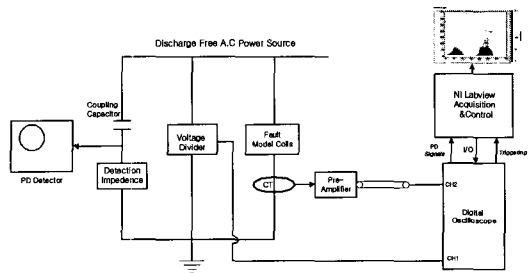 Discharge Free A.C Power Source
Coupling
Capacitor
PD Detector
Detection
Impedence
Voltage
Divider
Fault
Model Coils
CT
Pre-
Amplifier
NI Labview
Acquisition
&Control
PD
Signals
I/O
Triggering
CH2
Digital
Oscilloscope
CH1